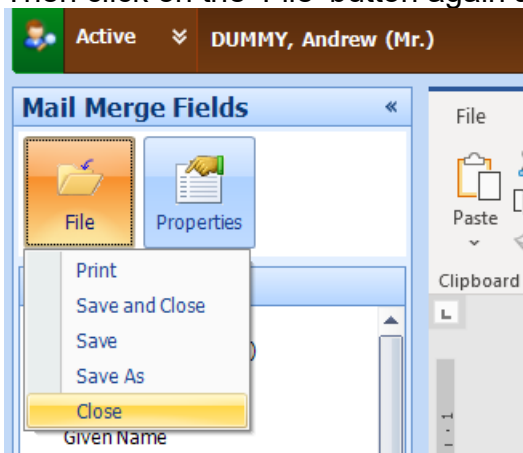 Then click on the 'File' button again
Active DUMMY, Andrew (Mr.)
Mail Merge Fields «
File Properties
Print
Save and Close
Save
Save As
Close
)
Given Name
File
Paste
Clipboard
L
1